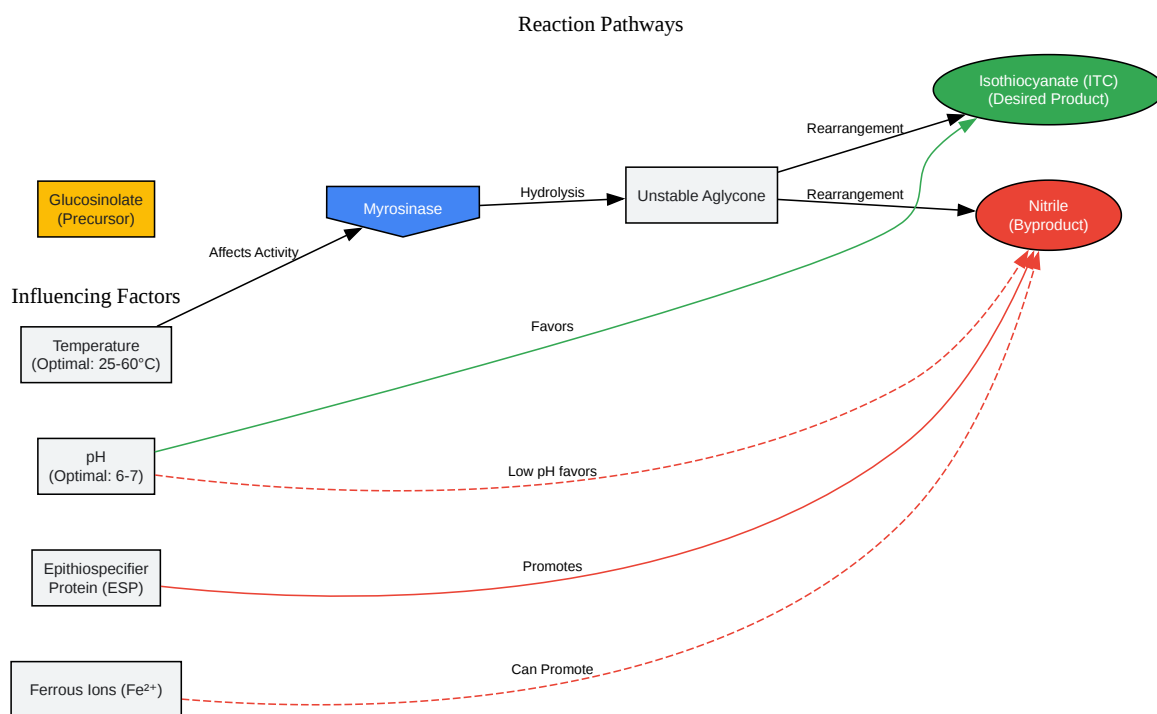 Reaction Pathways
Isothiocyanate (ITC)
(Desired Product)
Rearrangement
Glucosinolate
(Precursor)
Myrosinase
Hydrolysis
Unstable Aglycone
Rearrangement
Nitrile
(Byproduct)
Affects Activity
Influencing Factors
Temperature
(Optimal: 25-60°C)
Favors
pH
(Optimal: 6-7)
Low pH favors
Epithiospecifier
Protein (ESP)
Promotes
Ferrous Ions (Fe²⁺)
Can Promote